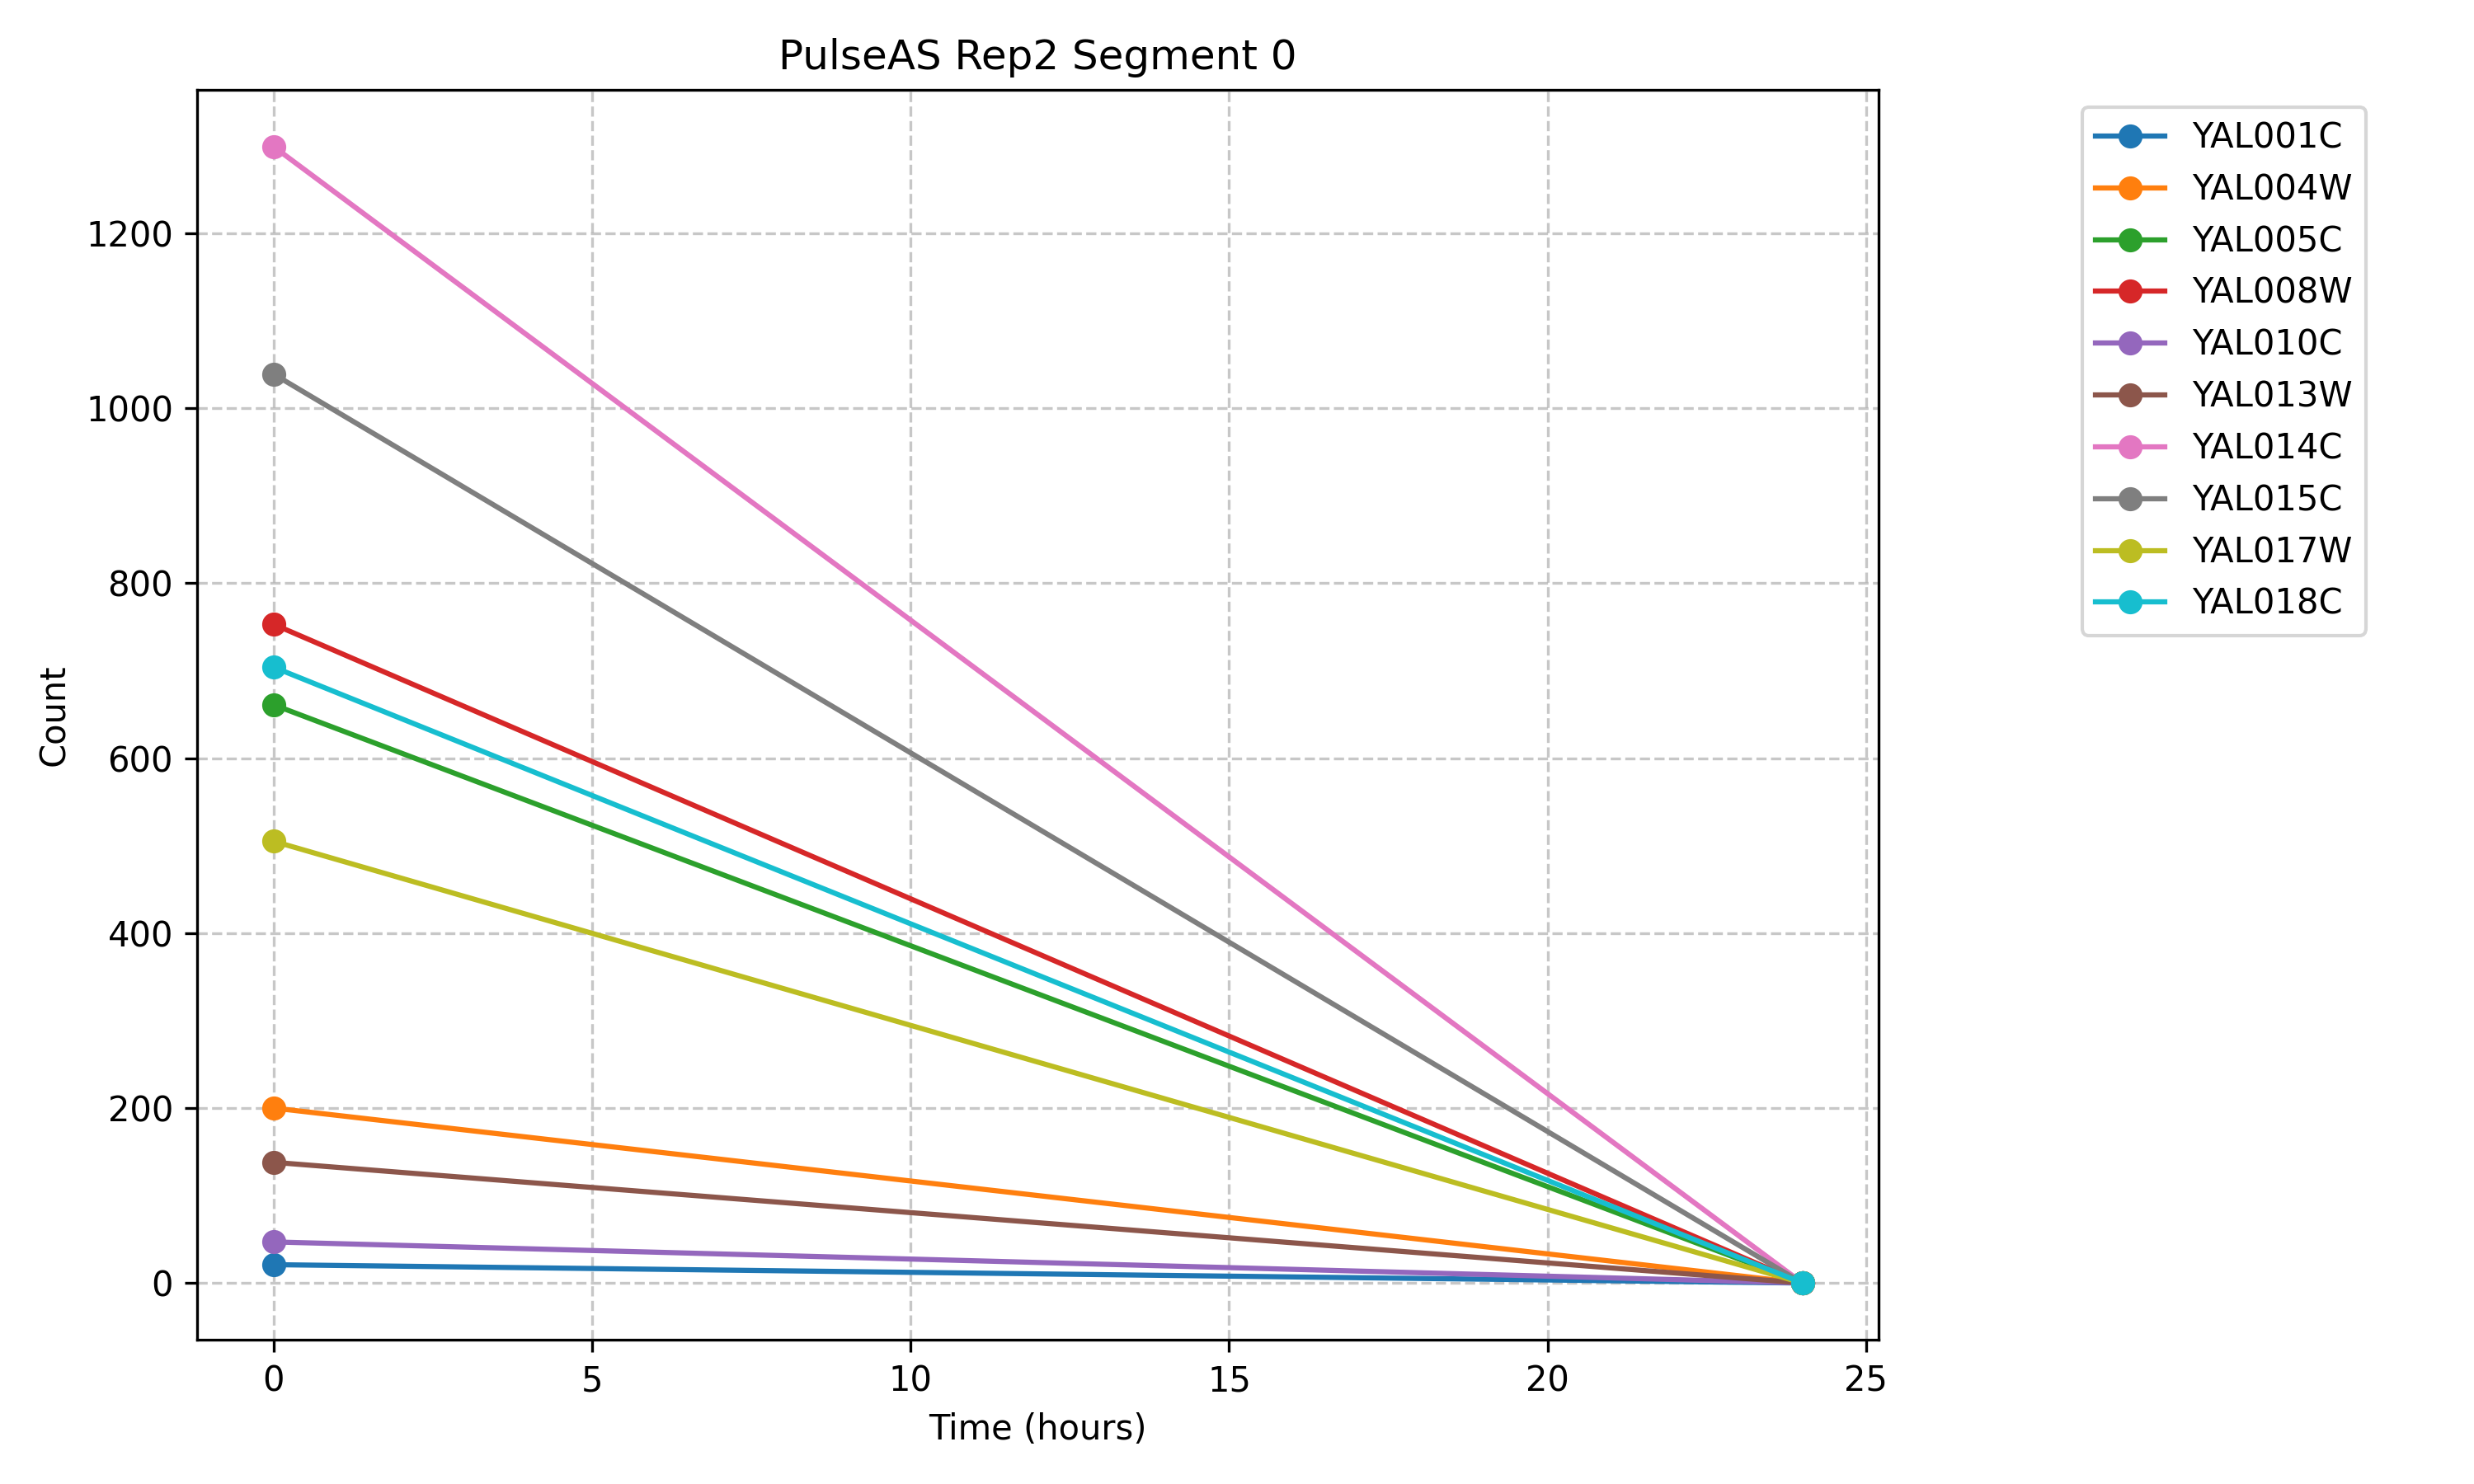 PulseAS Rep2 Segment 0
Count
1200
1000
800
600
400
200
0
0 5 10 15 20 25
Time (hours)
YAL001C
YAL004W
YAL005C
YAL008W
YAL010C
YAL013W
YAL014C
YAL015C
YAL017W
YAL018C